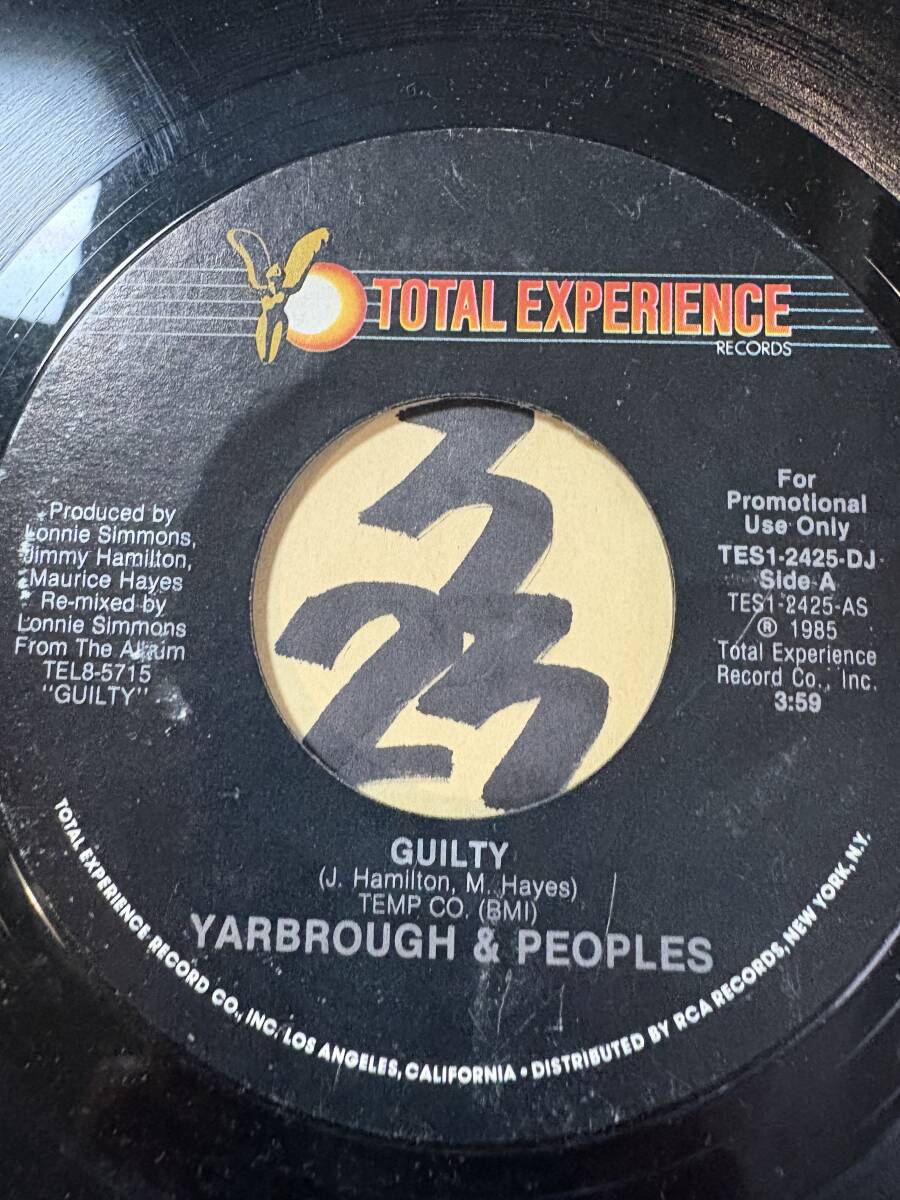 TOTAL EXPERIENCE
RECORDS
Produced by
Lonnie Simmons,
Jimmy Hamilton,
Maurice Hayes
Re-mixed by
Lonnie Simmons
From The Album
TEL8-5715
"GUILTY"
3
25
For
Promotional
Use Only
TES1-2425-DJ
Side A
TES1-2425-AS
℗ 1985
Total Experience
Record Co., Inc.
3:59
GUILTY
(J. Hamilton, M. Hayes)
TEMP CO. (BMI)
YARBROUGH & PEOPLES
TOTAL EXPERIENCE RECORD CO., INC. LOS ANGELES, CALIFORNIA • DISTRIBUTED BY RCA RECORDS, NEW YORK, N.Y.